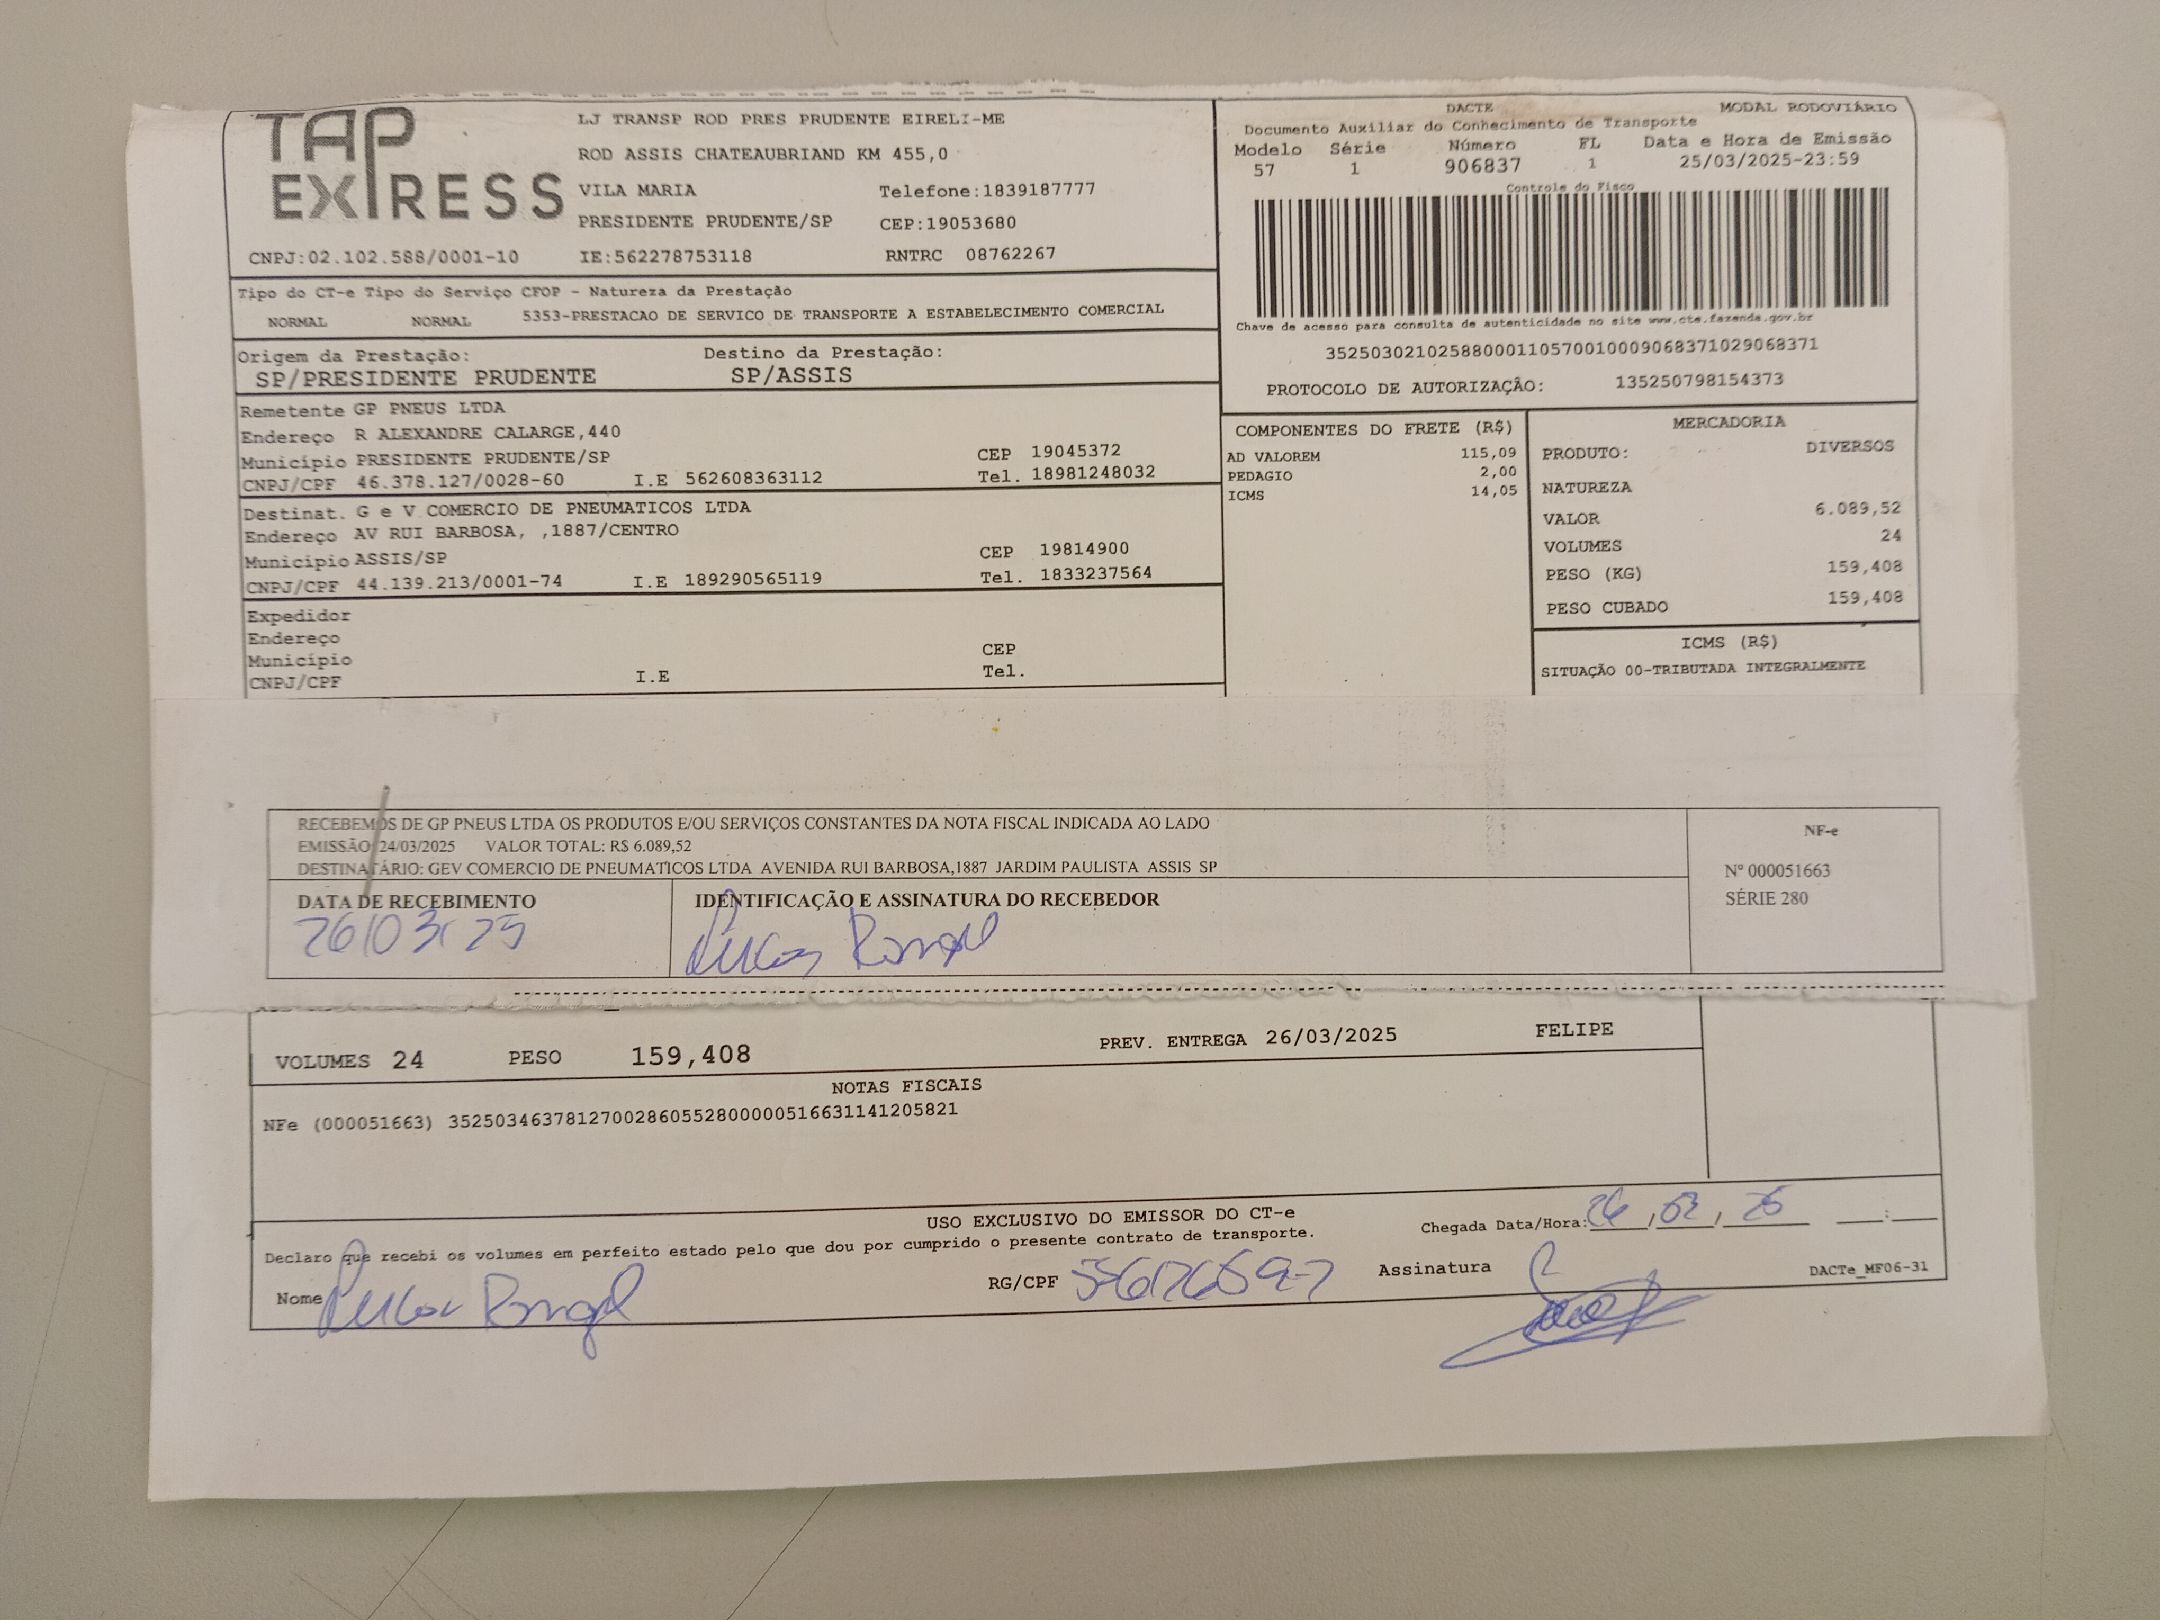 TAP EXPRESS
LJ TRANSP ROD PRES PRUDENTE EIRELI-ME
ROD ASSIS CHATEAUBRIAND KM 455,0
VILA MARIA Telefone:1839187777
PRESIDENTE PRUDENTE/SP CEP:19053680
CNPJ:02.102.588/0001-10 IE:562278753118 RNTRC 08762267
DACTE MODAL RODOVIÁRIO
Documento Auxiliar do Conhecimento de Transporte
Modelo Série Número FL Data e Hora de Emissão
57 1 906837 1 25/03/2025-23:59
Controle do Fisco
Chave de acesso para consulta de autenticidade no site www.cte.fazenda.gov.br
35250302102588000110570010009068371029068371
PROTOCOLO DE AUTORIZAÇÃO: 135250798154373
Tipo do CT-e Tipo do Serviço CFOP - Natureza da Prestação
NORMAL NORMAL 5353-PRESTACAO DE SERVICO DE TRANSPORTE A ESTABELECIMENTO COMERCIAL
Origem da Prestação: Destino da Prestação:
SP/PRESIDENTE PRUDENTE SP/ASSIS
Remetente GP PNEUS LTDA
Endereço R ALEXANDRE CALARGE,440
Município PRESIDENTE PRUDENTE/SP CEP 19045372
CNPJ/CPF 46.378.127/0028-60 I.E 562608363112 Tel. 18981248032
Destinat. G e V COMERCIO DE PNEUMATICOS LTDA
Endereço AV RUI BARBOSA, ,1887/CENTRO
Município ASSIS/SP CEP 19814900
CNPJ/CPF 44.139.213/0001-74 I.E 189290565119 Tel. 1833237564
Expedidor
Endereço
Município CEP
CNPJ/CPF I.E Tel.
COMPONENTES DO FRETE (R$)
AD VALOREM 115,09
PEDAGIO 2,00
ICMS 14,05
MERCADORIA
PRODUTO: DIVERSOS
NATUREZA
VALOR 6.089,52
VOLUMES 24
PESO (KG) 159,408
PESO CUBADO 159,408
ICMS (R$)
SITUAÇÃO 00-TRIBUTADA INTEGRALMENTE
RECEBEMOS DE GP PNEUS LTDA OS PRODUTOS E/OU SERVIÇOS CONSTANTES DA NOTA FISCAL INDICADA AO LADO
EMISSÃO: 24/03/2025 VALOR TOTAL: R$ 6.089,52
DESTINATÁRIO: GEV COMERCIO DE PNEUMATICOS LTDA AVENIDA RUI BARBOSA,1887 JARDIM PAULISTA ASSIS SP
NF-e
Nº 000051663
SÉRIE 280
DATA DE RECEBIMENTO IDENTIFICAÇÃO E ASSINATURA DO RECEBEDOR
26/03/25 Lucas Rangel
VOLUMES 24 PESO 159,408 PREV. ENTREGA 26/03/2025 FELIPE
NOTAS FISCAIS
NFe (000051663) 35250346378127002860552800000516631141205821
USO EXCLUSIVO DO EMISSOR DO CT-e
Declaro que recebi os volumes em perfeito estado pelo que dou por cumprido o presente contrato de transporte.
Chegada Data/Hora: 26,03,25 :
Nome Lucas Rangel RG/CPF Assinatura DACTe_MF06-31